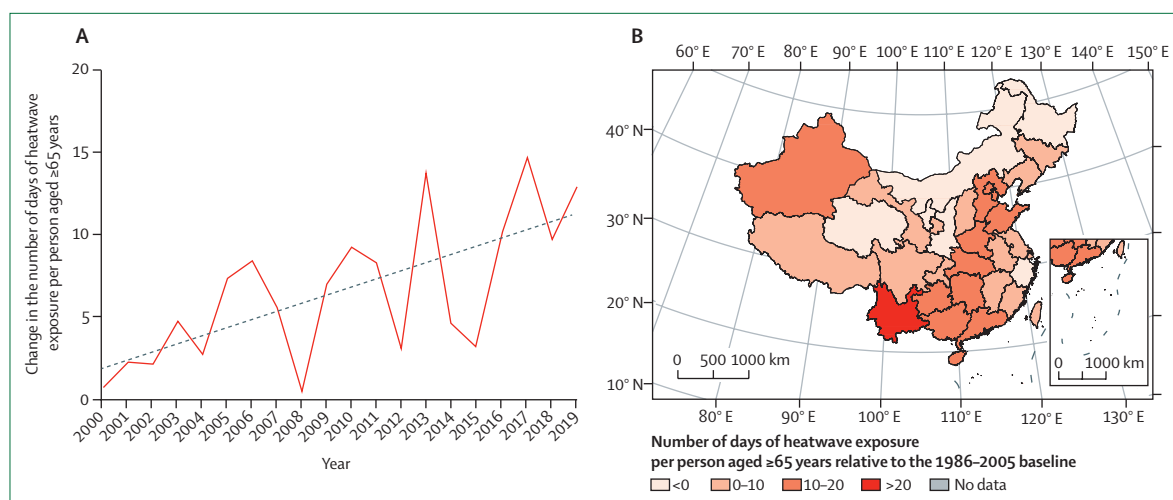 A
Change in the number of days of heatwave
exposure per person aged ≥65 years
20
15
10
5
0
2000
2001
2002
2003
2004
2005
2006
2007
2008
2009
2010
2011
2012
2013
2014
2015
2016
2017
2018
2019
Year
B
60° E 70° E 80° E 90° E 100° E 110° E 120° E 130° E 140° E 150° E
40° N
30° N
20° N
10° N
0 500 1000 km
0 1000 km
80° E 90° E 100° E 110° E 120° E 130° E
Number of days of heatwave exposure
per person aged ≥65 years relative to the 1986–2005 baseline
<0 0–10 10–20 >20 No data